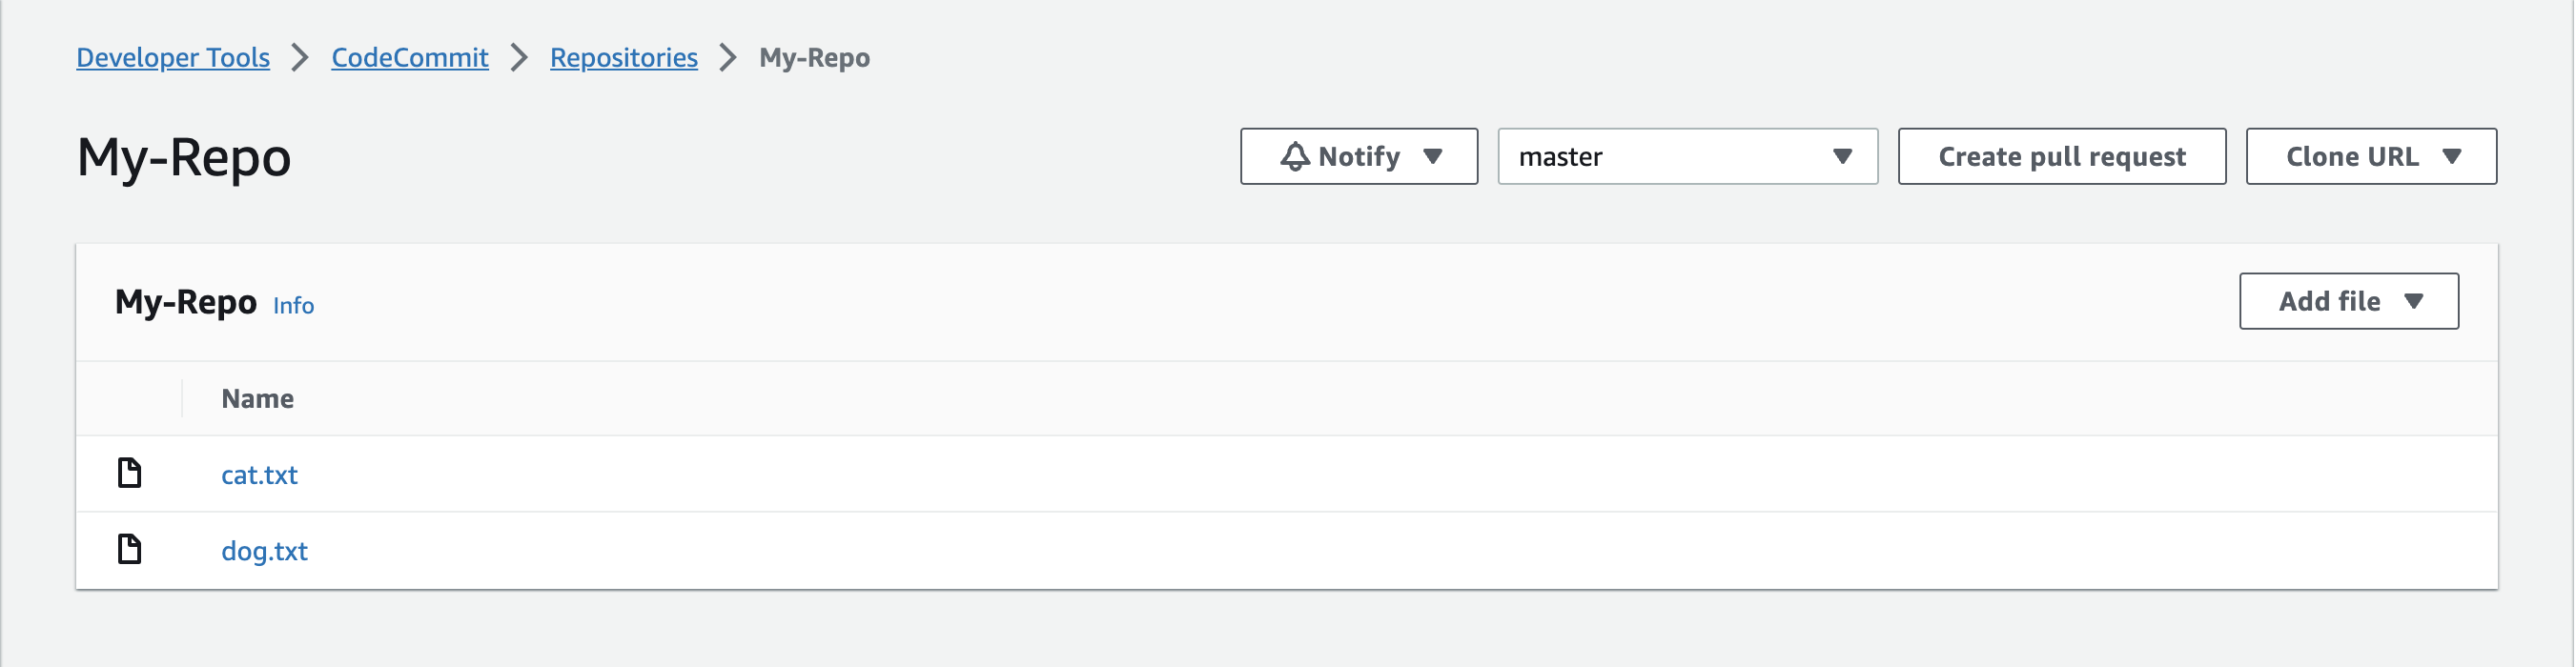 Developer Tools > CodeCommit > Repositories > My-Repo
My-Repo Notify master Create pull request Clone URL
My-Repo Info Add file
Name
cat.txt
dog.txt